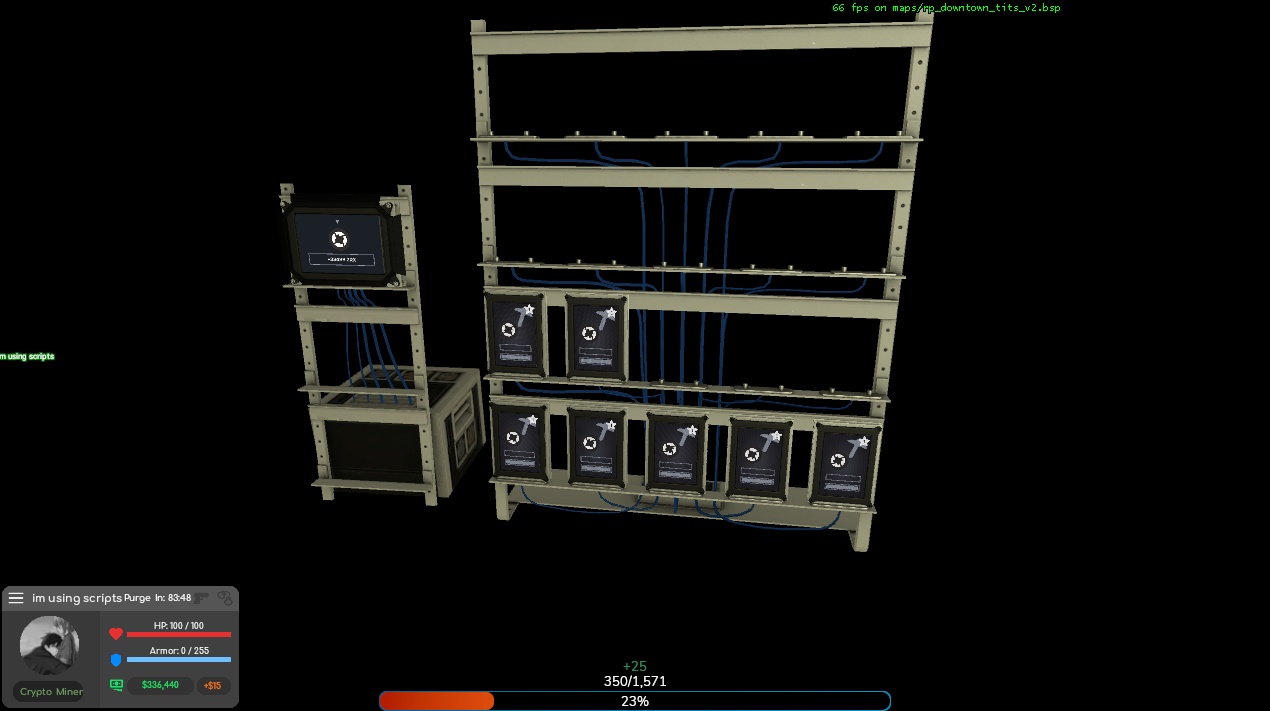 66 fps on maps/rp_downtown_tits_v2.bsp
m using scripts
im using scripts Purge In: 83:48
HP: 100 / 100
Armor: 0 / 255
$336,440 +$15
Crypto Miner
+25
350/1,571
23%